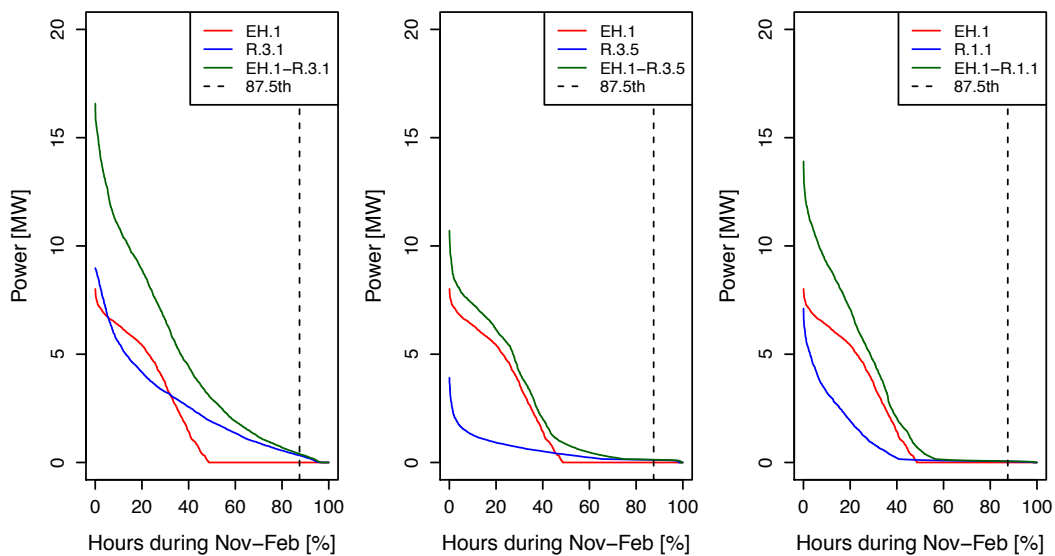 EH.1
R.3.1
EH.1−R.3.1
87.5th
20
15
10
5
0
Power [MW]
0 20 40 60 80 100
Hours during Nov−Feb [%]
EH.1
R.3.5
EH.1−R.3.5
87.5th
20
15
10
5
0
Power [MW]
0 20 40 60 80 100
Hours during Nov−Feb [%]
EH.1
R.1.1
EH.1−R.1.1
87.5th
20
15
10
5
0
Power [MW]
0 20 40 60 80 100
Hours during Nov−Feb [%]